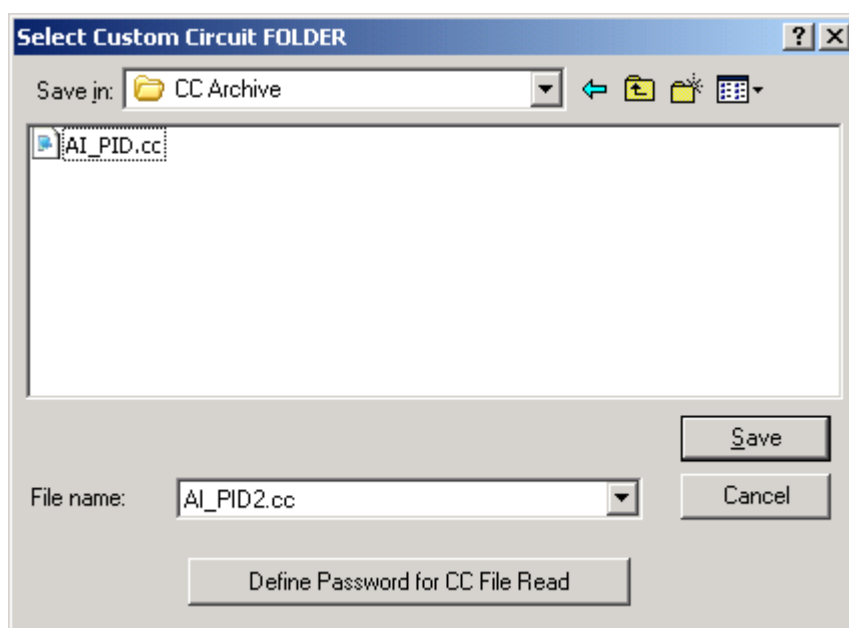 Select Custom Circuit FOLDER
Save in: CC Archive
AI_PID.cc
Save
File name: AI_PID2.cc
Cancel
Define Password for CC File Read